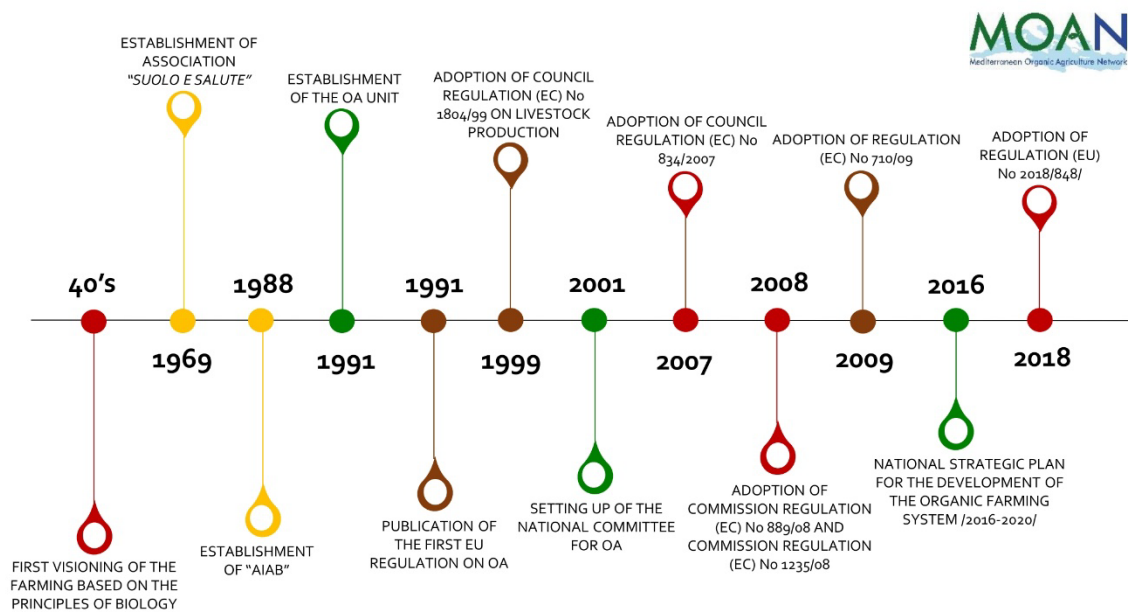 MOAN
Mediterranean Organic Agriculture Network
ESTABLISHMENT OF
ASSOCIATION
"SUOLO E SALUTE"
ESTABLISHMENT
OF THE OA UNIT
ADOPTION OF COUNCIL
REGULATION (EC) No
1804/99 ON LIVESTOCK
PRODUCTION
ADOPTION OF COUNCIL
REGULATION (EC) No
834/2007
ADOPTION OF REGULATION
(EC) No 710/09
ADOPTION OF
REGULATION (EU)
No 2018/848/
40's
1969
1988
1991
1991
1999
2001
2007
2008
2009
2016
2018
FIRST VISIONING OF THE
FARMING BASED ON THE
PRINCIPLES OF BIOLOGY
ESTABLISHMENT
OF "AIAB"
PUBLICATION OF
THE FIRST EU
REGULATION ON OA
SETTING UP OF THE
NATIONAL COMMITTEE
FOR OA
ADOPTION OF
COMMISSION REGULATION
(EC) No 889/08 AND
COMMISSION REGULATION
(EC) No 1235/08
NATIONAL STRATEGIC PLAN
FOR THE DEVELOPMENT OF
THE ORGANIC FARMING
SYSTEM /2016-2020/